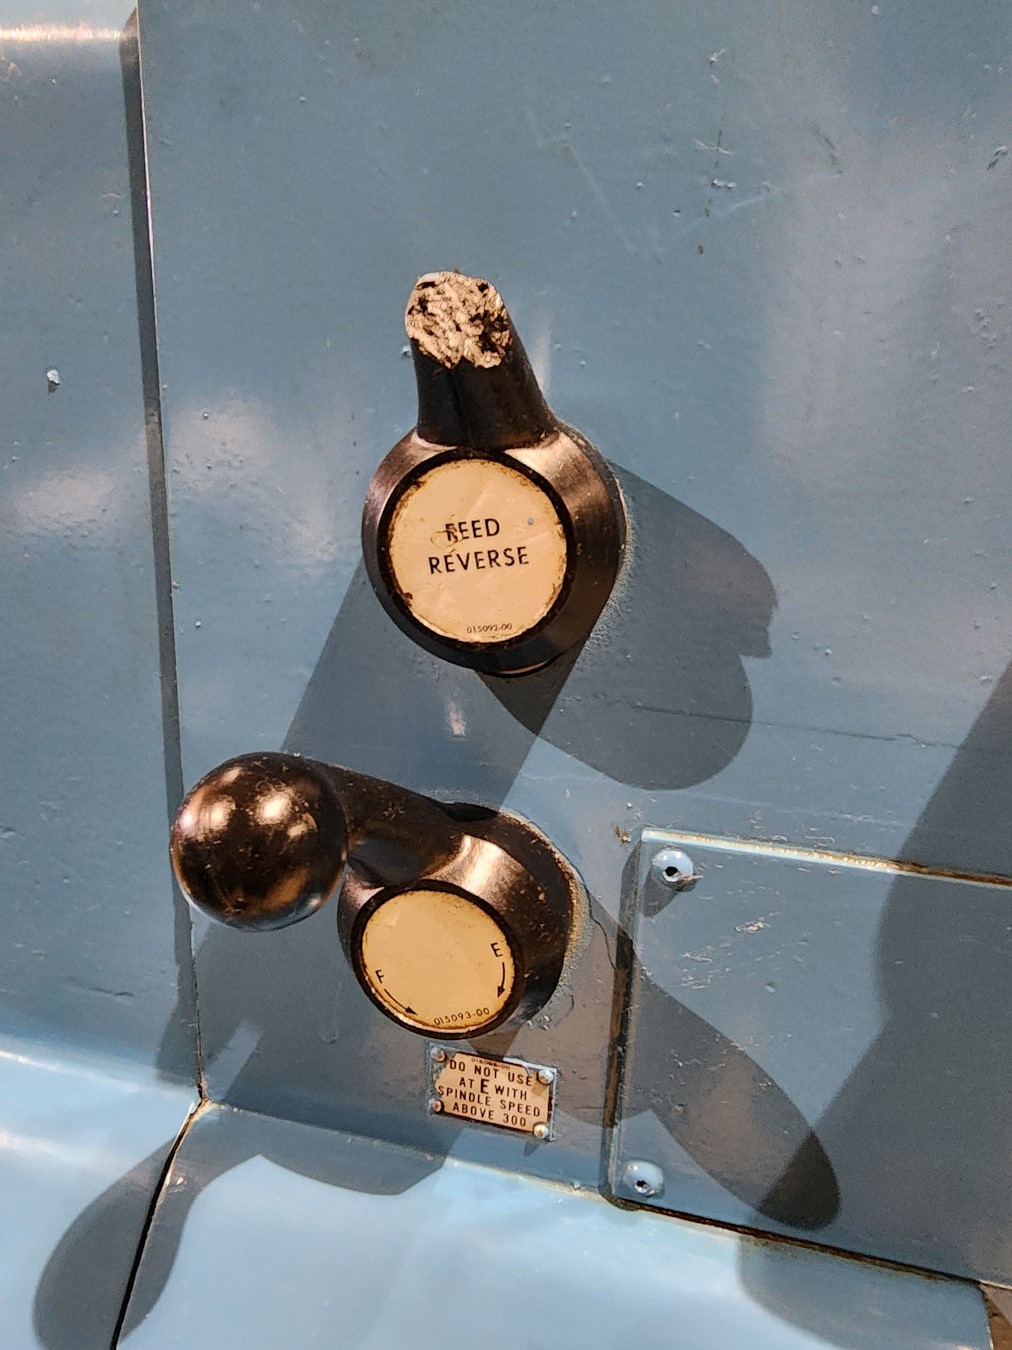 FEED
REVERSE
015092-00
E
F
015093-00
DO NOT USE
AT E WITH
SPINDLE SPEED
ABOVE 300